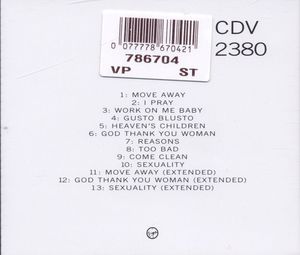 CDV
2380
0 077778 670421
786704
VP ST
1: MOVE AWAY
2: I PRAY
3: WORK ON ME BABY
4: GUSTO BLUSTO
5: HEAVEN'S CHILDREN
6: GOD THANK YOU WOMAN
7: REASONS
8: TOO BAD
9: COME CLEAN
10: SEXUALITY
11: MOVE AWAY (EXTENDED)
12: GOD THANK YOU WOMAN (EXTENDED)
13: SEXUALITY (EXTENDED)